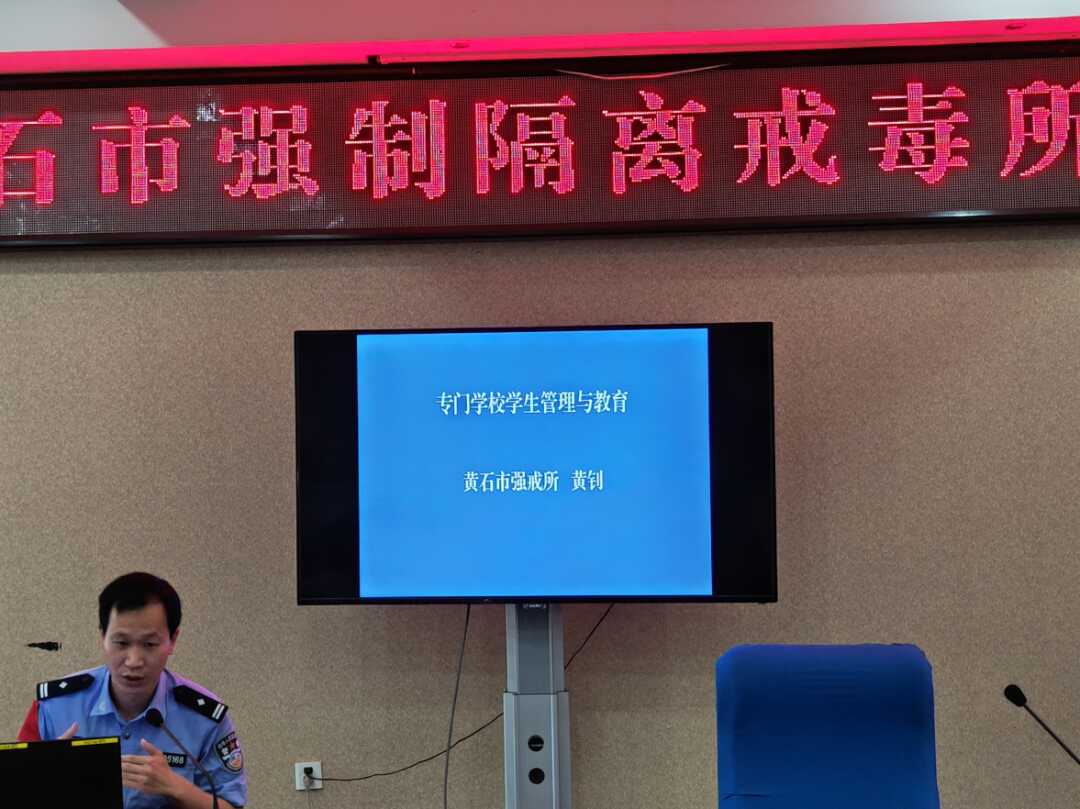 石市强制隔离戒毒所
专门学校学生管理与教育
黄石市强戒所 黄钊
5168